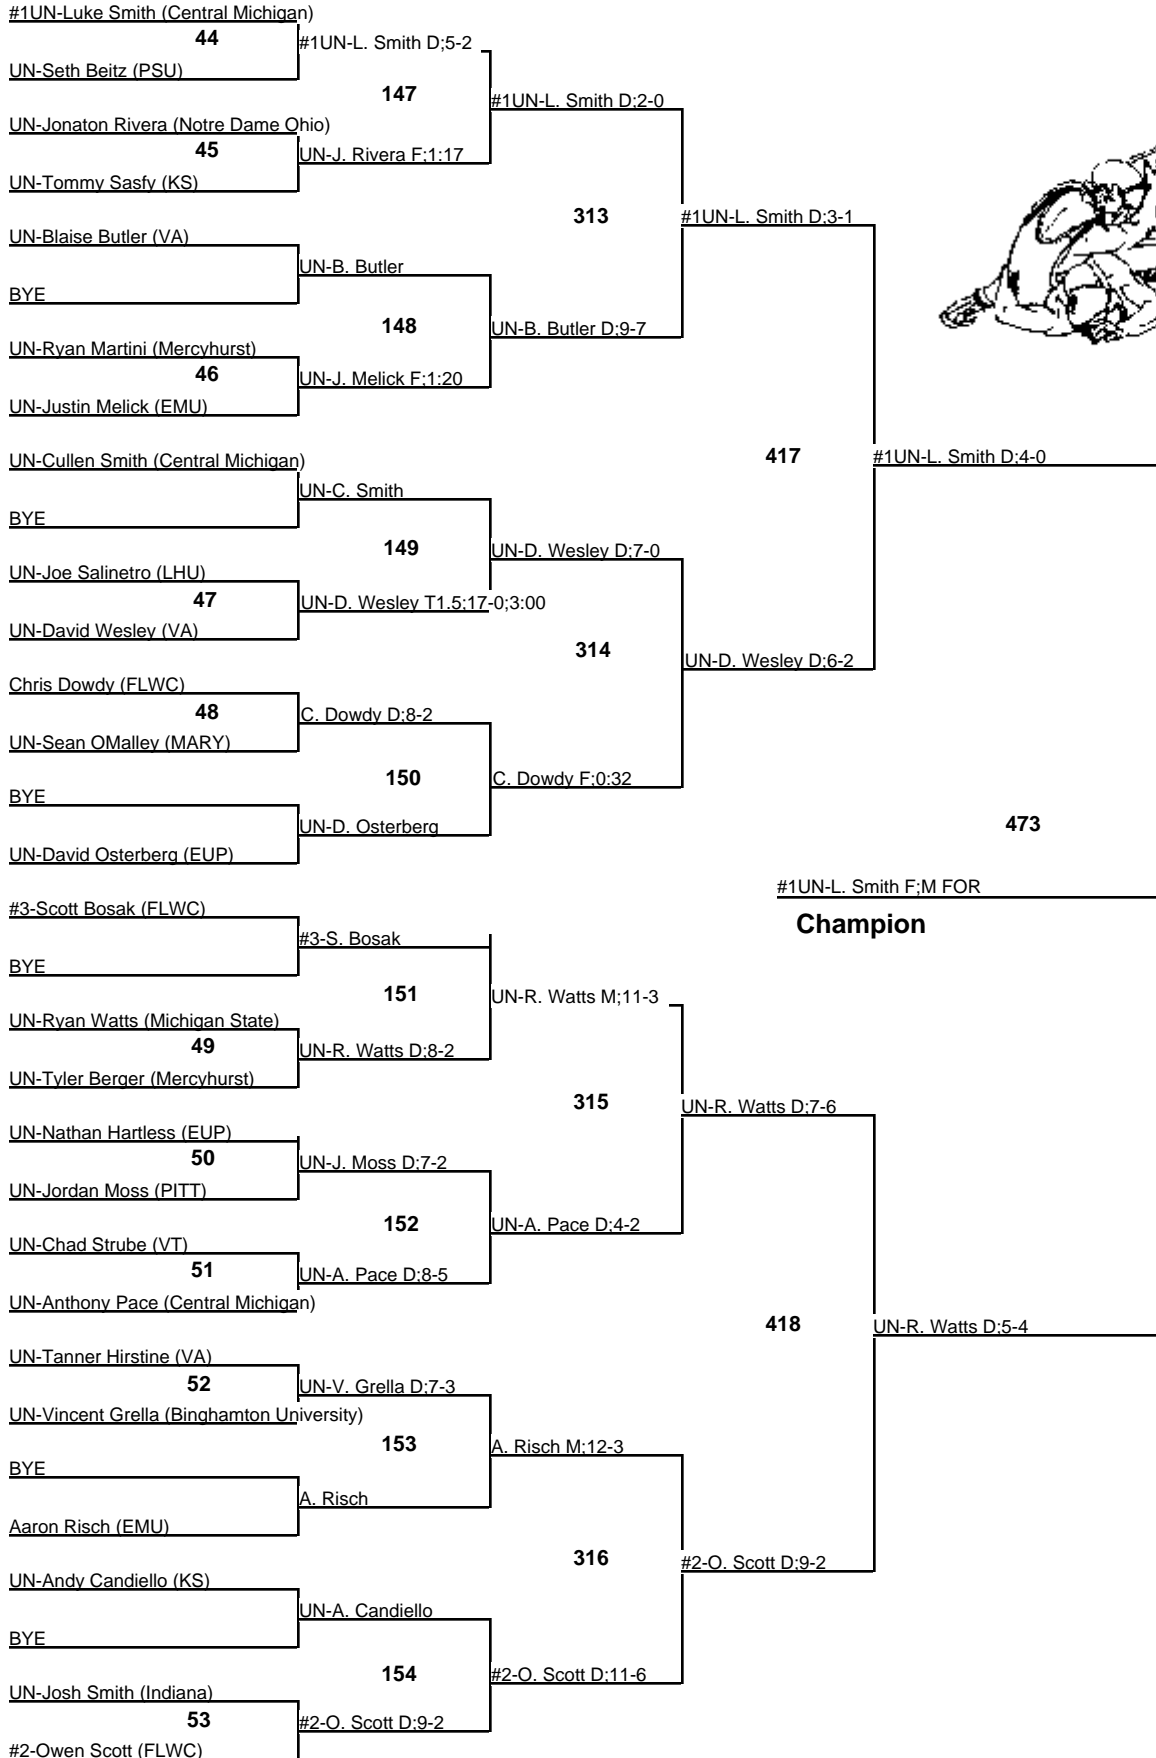 #1UN-Luke Smith (Central Michigan)
44
#1UN-L. Smith D;5-2
UN-Seth Beitz (PSU)
147
#1UN-L. Smith D;2-0
UN-Jonaton Rivera (Notre Dame Ohio)
45
UN-J. Rivera F;1:17
UN-Tommy Sasfy (KS)
313
#1UN-L. Smith D;3-1
UN-Blaise Butler (VA)
UN-B. Butler
BYE
148
UN-B. Butler D;9-7
UN-Ryan Martini (Mercyhurst)
46
UN-J. Melick F;1:20
UN-Justin Melick (EMU)
417
#1UN-L. Smith D;4-0
UN-Cullen Smith (Central Michigan)
UN-C. Smith
BYE
149
UN-D. Wesley D;7-0
UN-Joe Salinetro (LHU)
47
UN-D. Wesley T1.5;17-0;3:00
UN-David Wesley (VA)
314
UN-D. Wesley D;6-2
Chris Dowdy (FLWC)
48
C. Dowdy D;8-2
UN-Sean OMalley (MARY)
150
C. Dowdy F;0:32
BYE
UN-D. Osterberg
UN-David Osterberg (EUP)
473
#1UN-L. Smith F;M FOR
Champion
#3-Scott Bosak (FLWC)
#3-S. Bosak
BYE
151
UN-R. Watts M;11-3
UN-Ryan Watts (Michigan State)
49
UN-R. Watts D;8-2
UN-Tyler Berger (Mercyhurst)
315
UN-R. Watts D;7-6
UN-Nathan Hartless (EUP)
50
UN-J. Moss D;7-2
UN-Jordan Moss (PITT)
152
UN-A. Pace D;4-2
UN-Chad Strube (VT)
51
UN-A. Pace D;8-5
UN-Anthony Pace (Central Michigan)
418
UN-R. Watts D;5-4
UN-Tanner Hirstine (VA)
52
UN-V. Grella D;7-3
UN-Vincent Grella (Binghamton University)
153
A. Risch M;12-3
BYE
A. Risch
Aaron Risch (EMU)
316
#2-O. Scott D;9-2
UN-Andy Candiello (KS)
UN-A. Candiello
BYE
154
#2-O. Scott D;11-6
UN-Josh Smith (Indiana)
53
#2-O. Scott D;9-2
#2-Owen Scott (FLWC)